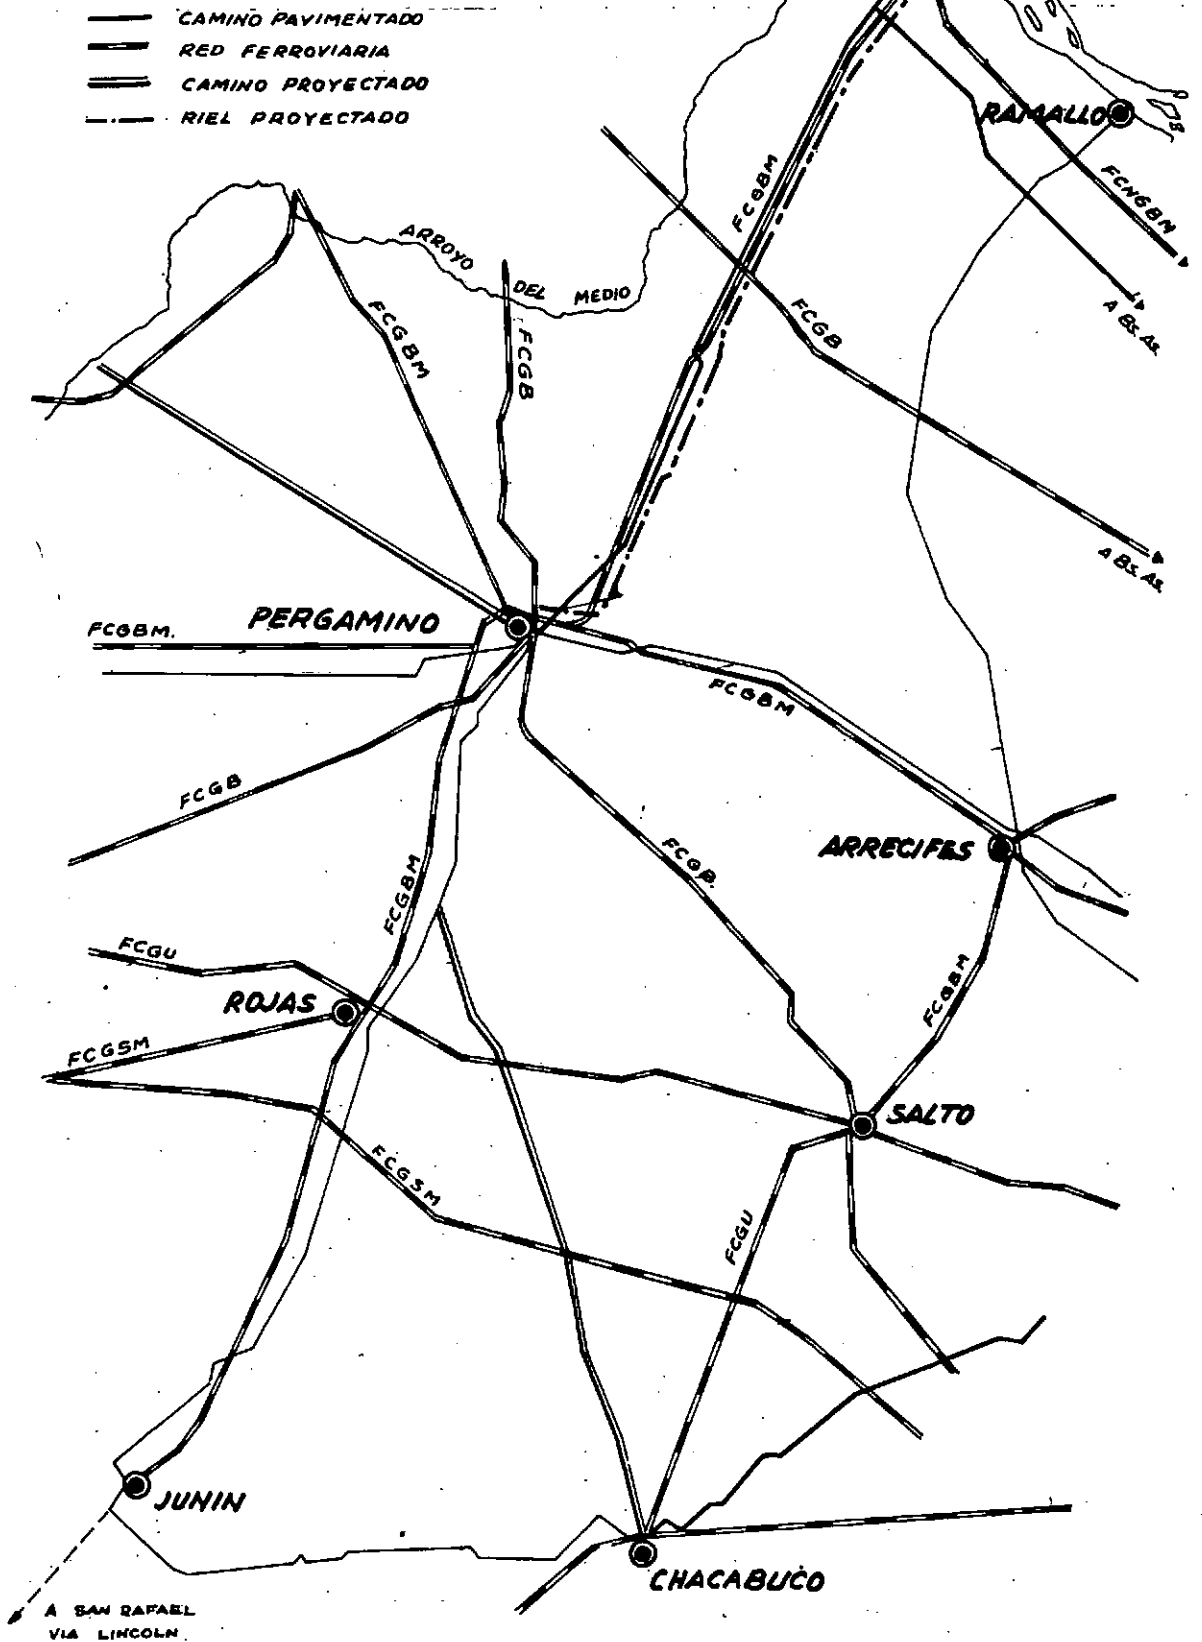 CAMINO PAVIMENTADO
RED FERROVIARIA
CAMINO PROYECTADO
RIEL PROYECTADO
RAMALLO
FCGBM
FCNGBM
ARROYO
DEL MEDIO
A Bs. As.
FCGBM
FCGB
FCGB
A Bs. As.
PERGAMINO
FCGBM.
FCGBM
FCGB
FCGB.
ARRECIFES
FCGBM
FCGU
FCGBM
ROJAS
FCGSM
SALTO
FCGSM
FCGU
JUNIN
CHACABUCO
A SAN RAFAEL
VIA LINCOLN